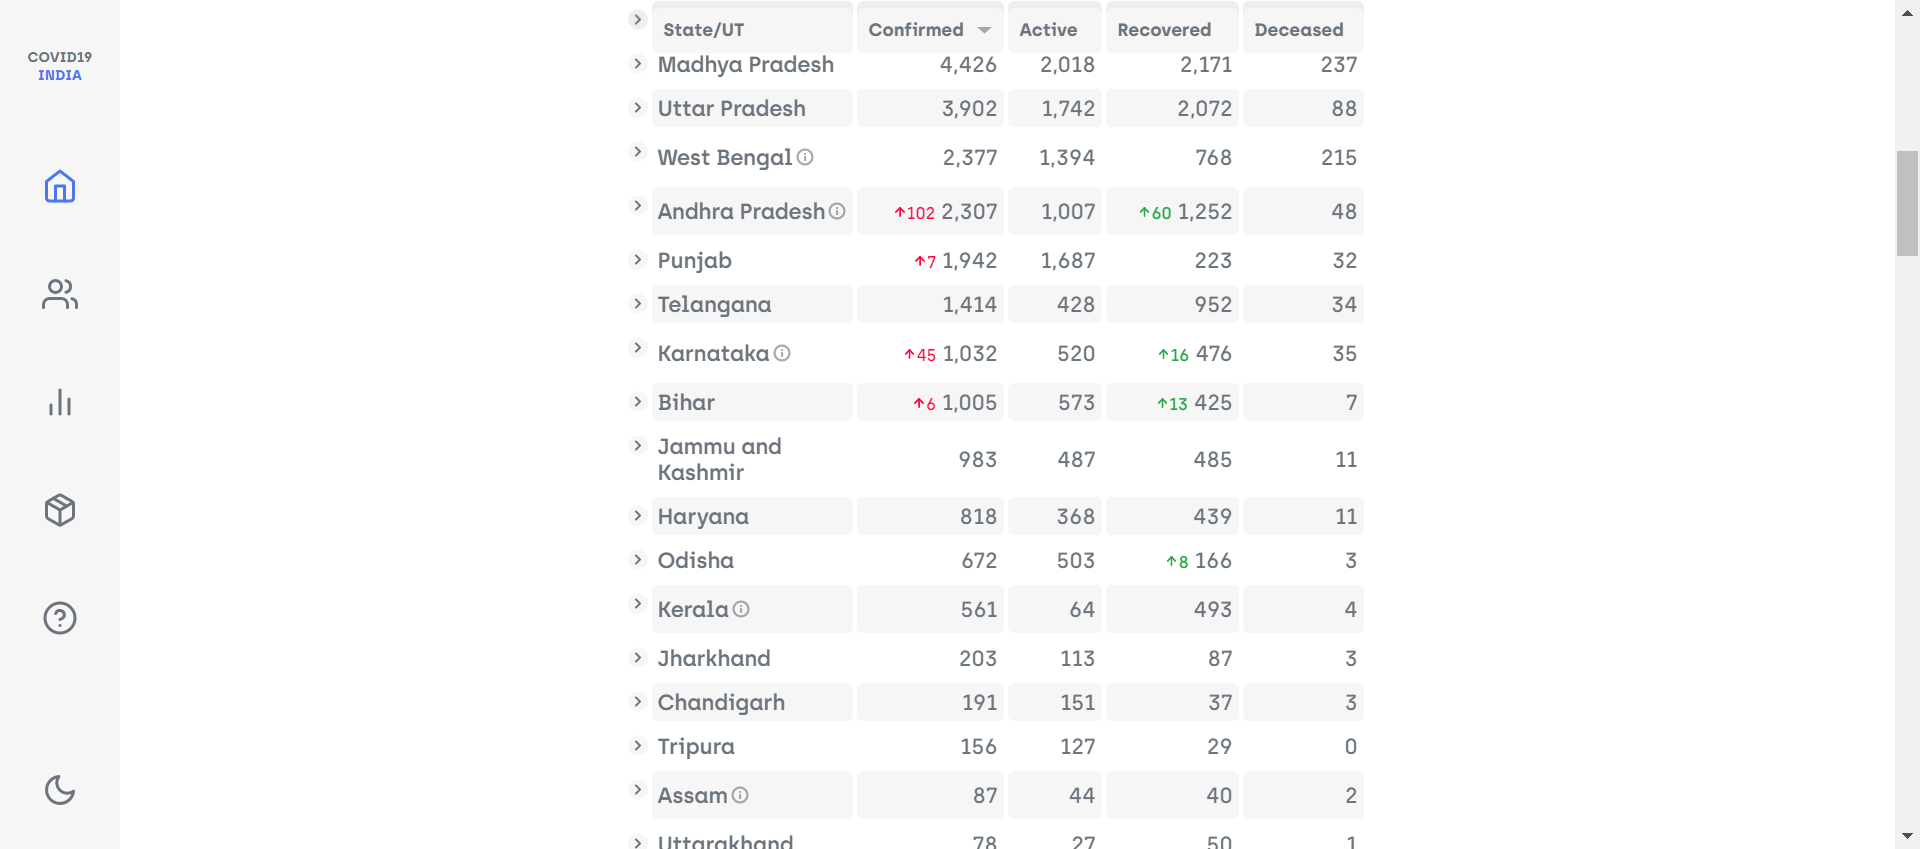 COVID19
INDIA
State/UT Confirmed Active Recovered Deceased
Madhya Pradesh 4,426 2,018 2,171 237
Uttar Pradesh 3,902 1,742 2,072 88
West Bengal 2,377 1,394 768 215
Andhra Pradesh ↑102 2,307 1,007 ↑60 1,252 48
Punjab ↑7 1,942 1,687 223 32
Telangana 1,414 428 952 34
Karnataka ↑45 1,032 520 ↑16 476 35
Bihar ↑6 1,005 573 ↑13 425 7
Jammu and
Kashmir 983 487 485 11
Haryana 818 368 439 11
Odisha 672 503 ↑8 166 3
Kerala 561 64 493 4
Jharkhand 203 113 87 3
Chandigarh 191 151 37 3
Tripura 156 127 29 0
Assam 87 44 40 2
Uttarakhand 78 27 50 1